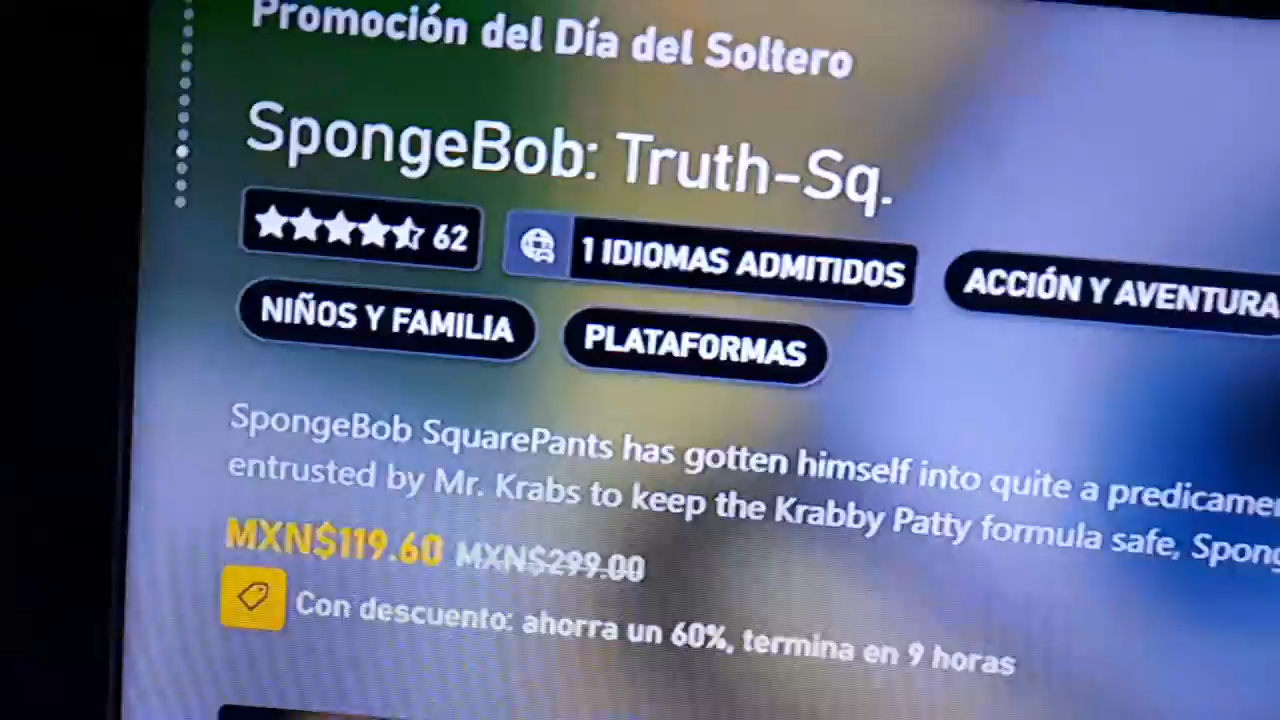 Promoción del Día del Soltero
SpongeBob: Truth-Sq.
62
1 IDIOMAS ADMITIDOS
ACCIÓN Y AVENTURA
NIÑOS Y FAMILIA
PLATAFORMAS
SpongeBob SquarePants has gotten himself into quite a predicame
entrusted by Mr. Krabs to keep the Krabby Patty formula safe, Spong
MXN$119.60 MXN$299.00
Con descuento: ahorra un 60%, termina en 9 horas